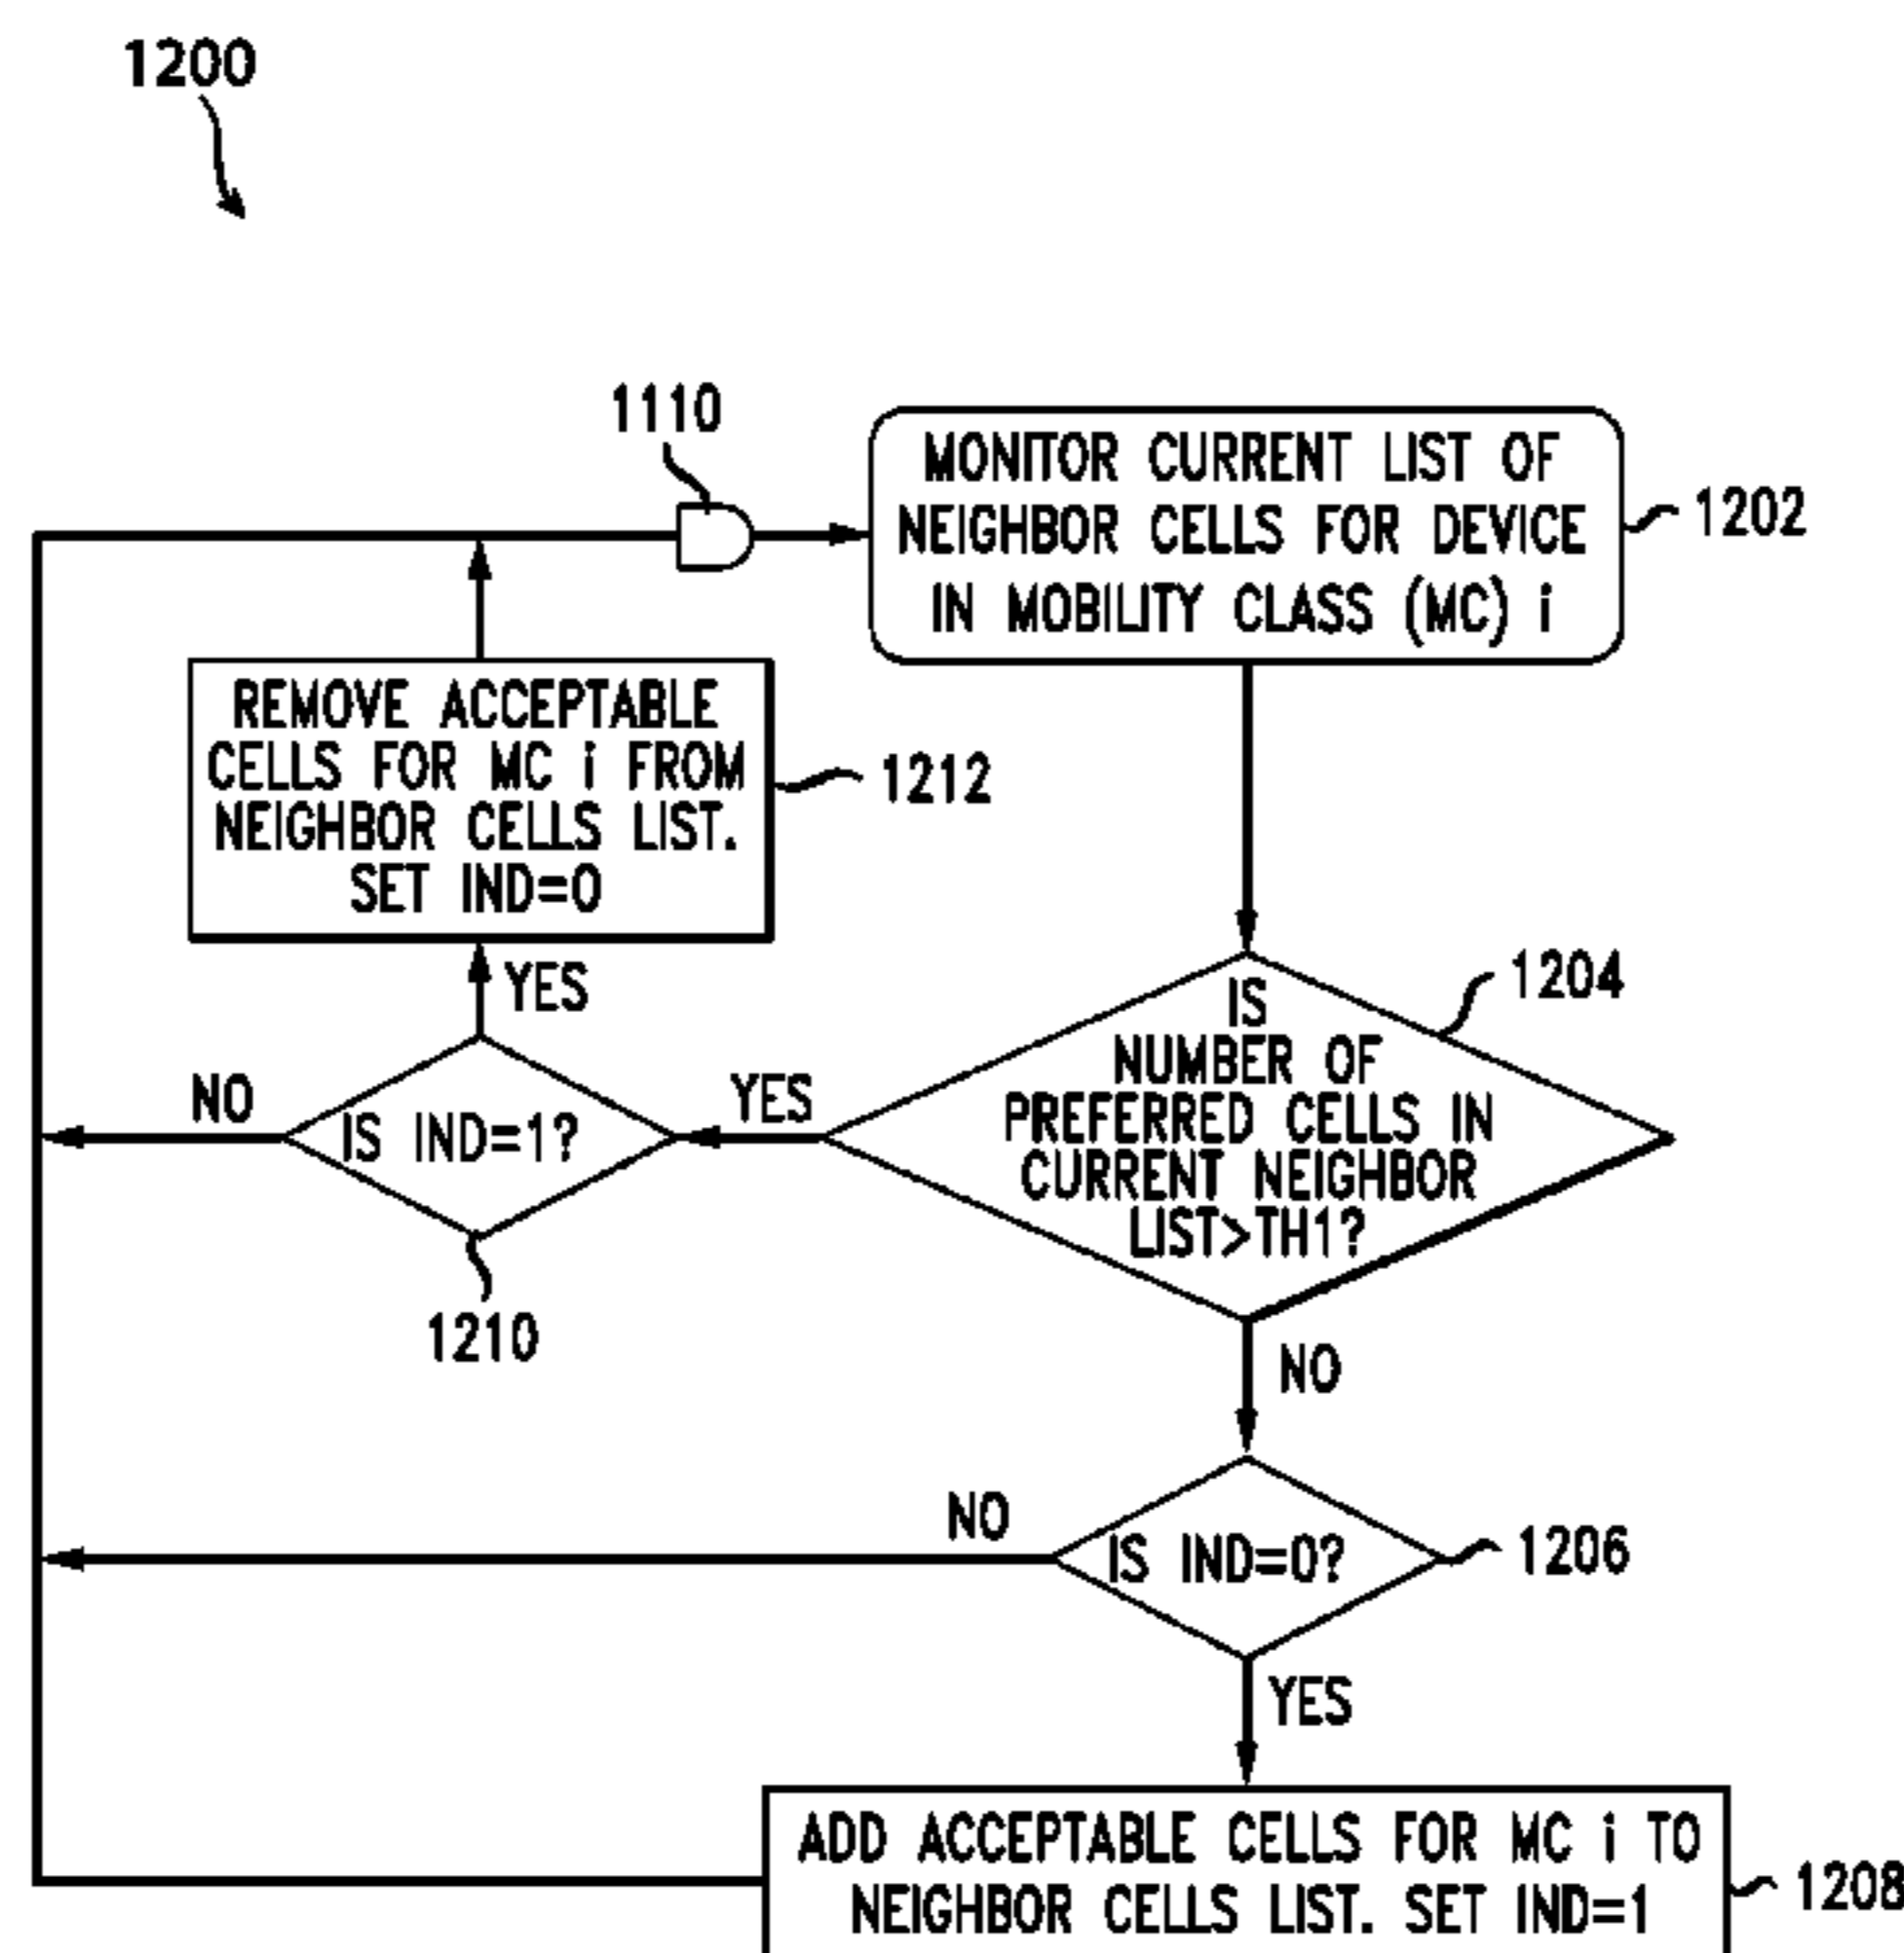 1200
1110
MONITOR CURRENT LIST OF
NEIGHBOR CELLS FOR DEVICE
IN MOBILITY CLASS (MC) i
1202
REMOVE ACCEPTABLE
CELLS FOR MC i FROM
NEIGHBOR CELLS LIST.
SET IND=0
1212
YES
1204
IS
NUMBER OF
PREFERRED CELLS IN
CURRENT NEIGHBOR
LIST>TH1?
NO
IS IND=1?
YES
1210
NO
NO
IS IND=0?
1206
YES
ADD ACCEPTABLE CELLS FOR MC i TO
NEIGHBOR CELLS LIST. SET IND=1
1208